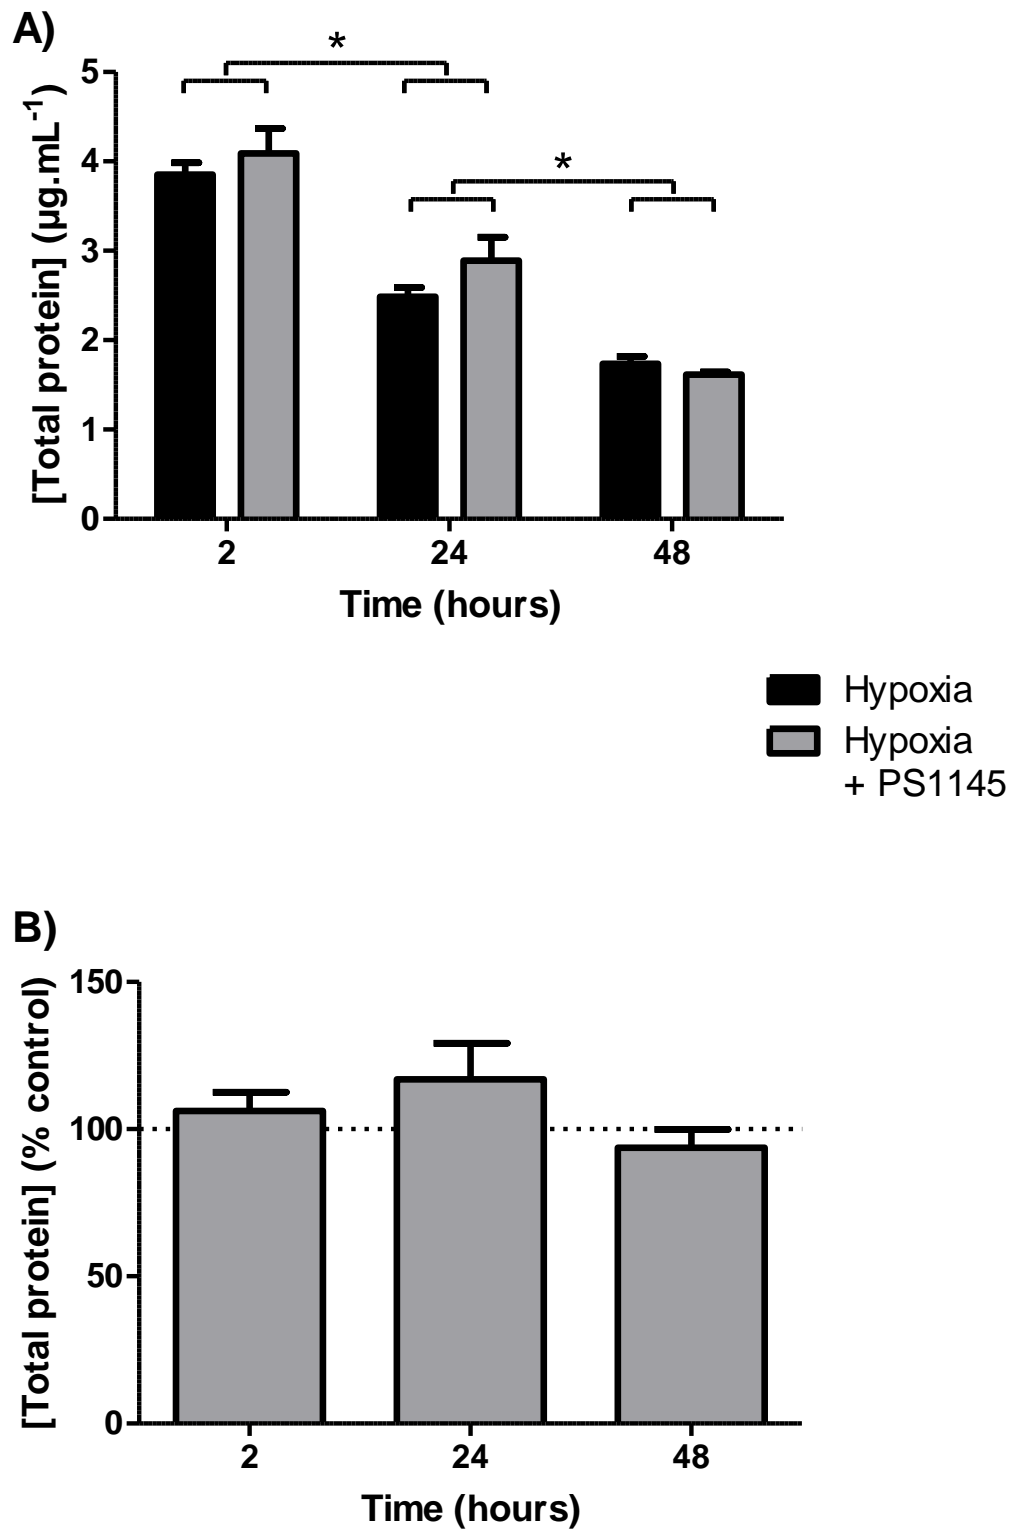 A)
*
*
[Total protein] (µg.mL⁻¹)
5
4
3
2
1
0
2 24 48
Time (hours)
Hypoxia
Hypoxia
+ PS1145
B)
[Total protein] (% control)
150
100
50
0
2 24 48
Time (hours)